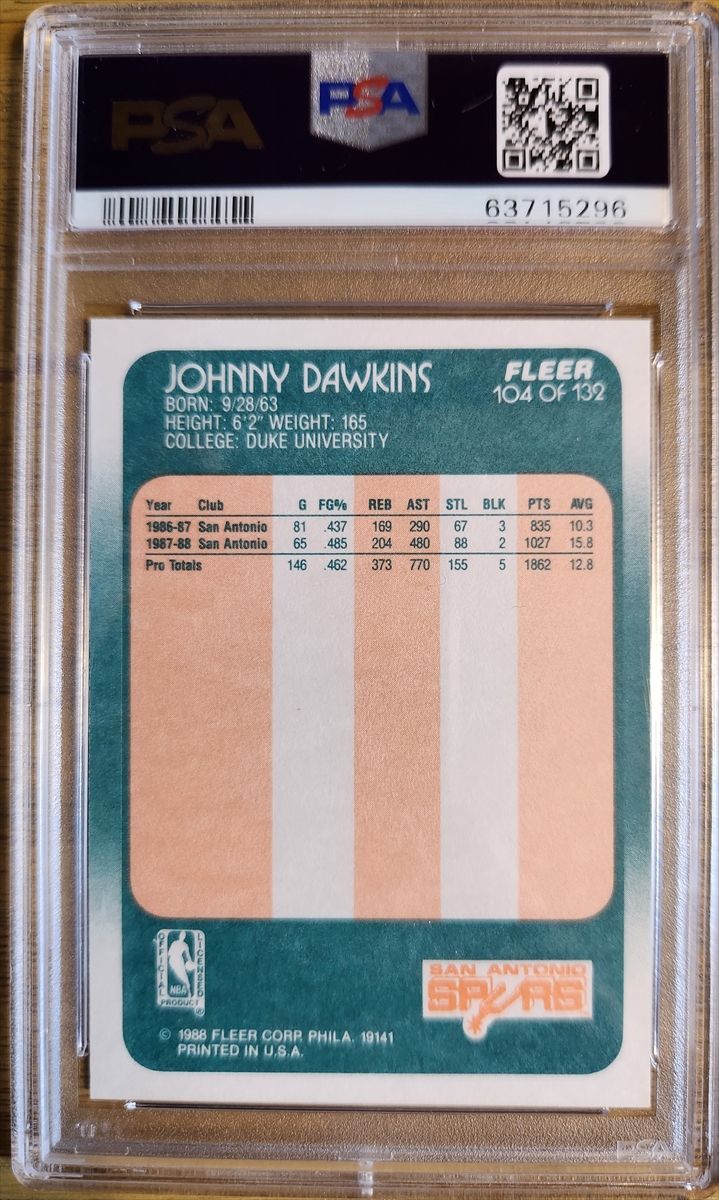 PSA PSA
63715296
JOHNNY DAWKINS
FLEER
104 OF 132
BORN: 9/28/63
HEIGHT: 6'2" WEIGHT: 165
COLLEGE: DUKE UNIVERSITY
Year Club G FG% REB AST STL BLK PTS AVG
1986-87 San Antonio 81 .437 169 290 67 3 835 10.3
1987-88 San Antonio 65 .485 204 480 88 2 1027 15.8
Pro Totals 146 .462 373 770 155 5 1862 12.8
OFFICIAL
LICENSED
NBA
PRODUCT ®
SAN ANTONIO
SPURS
© 1988 FLEER CORP. PHILA. 19141
PRINTED IN U.S.A.
PSA